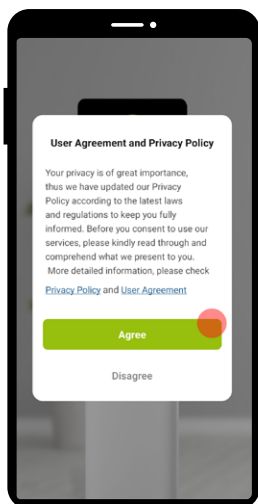 User Agreement and Privacy Policy
Your privacy is of great importance,
thus we have updated our Privacy
Policy according to the latest laws
and regulations to keep you fully
informed. Before you consent to use our
services, please kindly read through and
comprehend what we present to you.
More detailed information, please check
Privacy Policy and User Agreement
Agree
Disagree